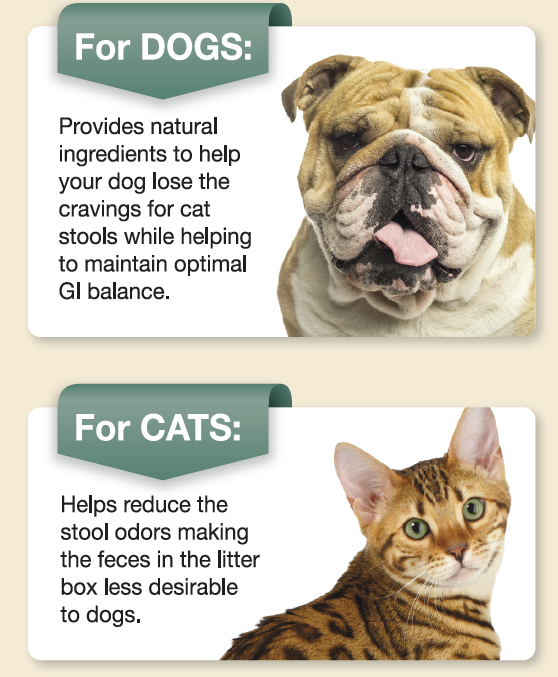 For DOGS:
Provides natural
ingredients to help
your dog lose the
cravings for cat
stools while helping
to maintain optimal
GI balance.
For CATS:
Helps reduce the
stool odors making
the feces in the litter
box less desirable
to dogs.